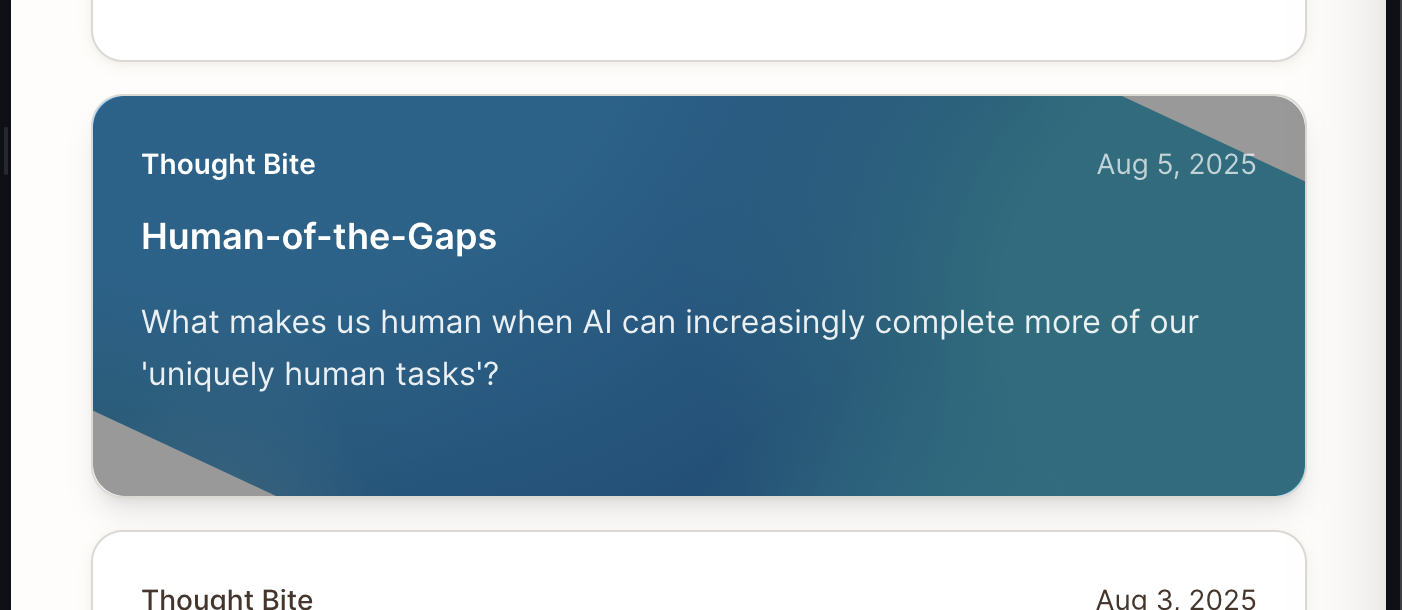 Thought Bite
Aug 5, 2025
Human-of-the-Gaps
What makes us human when AI can increasingly complete more of our
'uniquely human tasks'?
Thought Bite
Aug 3, 2025